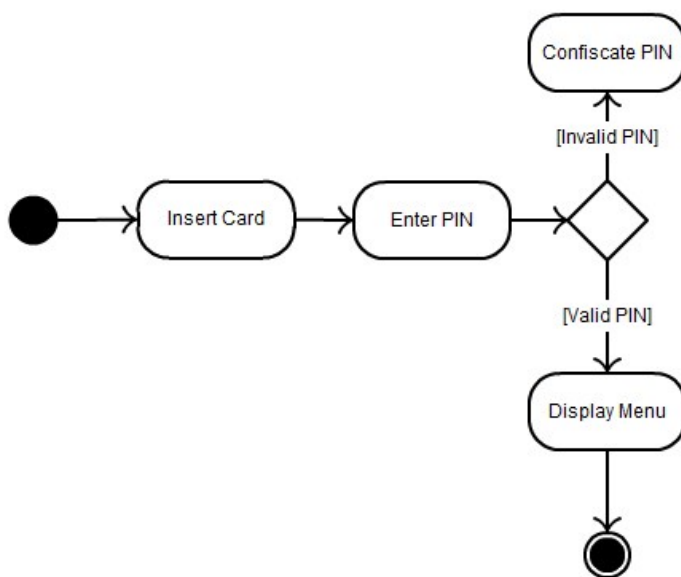 Confiscate PIN
[Invalid PIN]
Insert Card
Enter PIN
[Valid PIN]
Display Menu